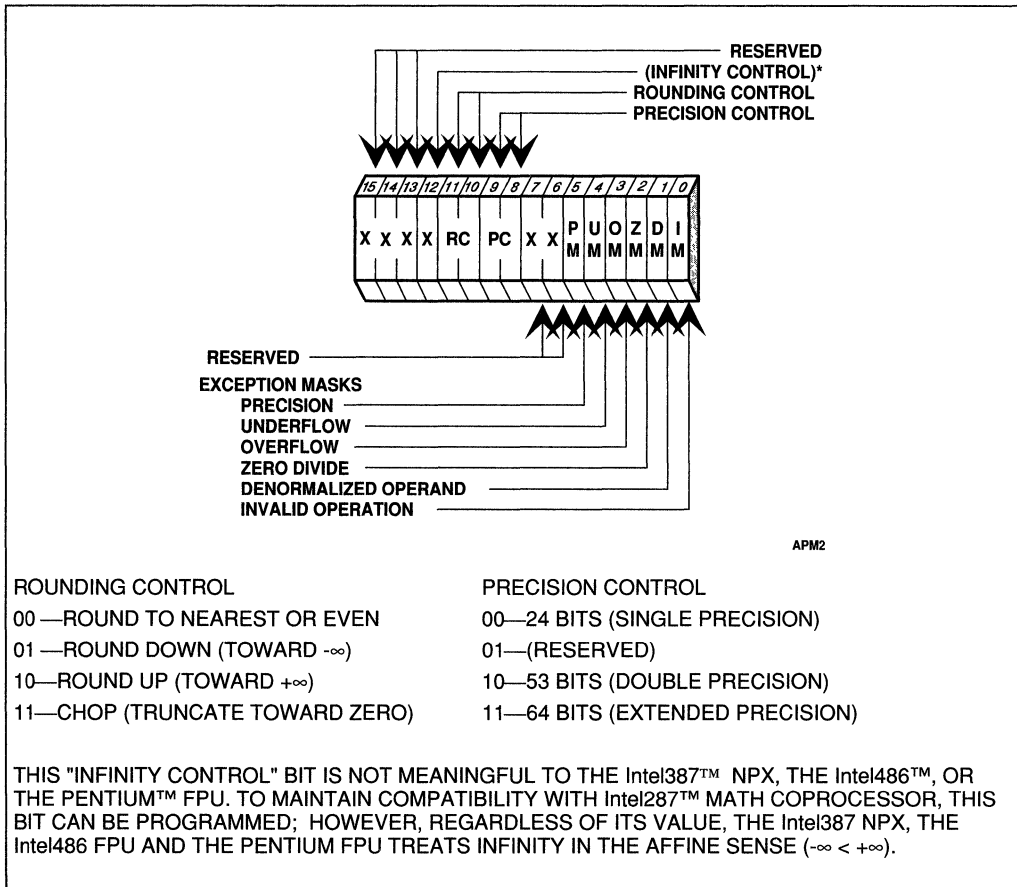 RESERVED
(INFINITY CONTROL)*
ROUNDING CONTROL
PRECISION CONTROL
15 14 13 12 11 10 9 8 7 6 5 4 3 2 1 0
X X X X RC PC X X PM UM OM ZM DM IM
RESERVED
EXCEPTION MASKS
PRECISION
UNDERFLOW
OVERFLOW
ZERO DIVIDE
DENORMALIZED OPERAND
INVALID OPERATION
APM2
ROUNDING CONTROL
00 —ROUND TO NEAREST OR EVEN
01 —ROUND DOWN (TOWARD -∞)
10—ROUND UP (TOWARD +∞)
11—CHOP (TRUNCATE TOWARD ZERO)
PRECISION CONTROL
00—24 BITS (SINGLE PRECISION)
01—(RESERVED)
10—53 BITS (DOUBLE PRECISION)
11—64 BITS (EXTENDED PRECISION)
THIS "INFINITY CONTROL" BIT IS NOT MEANINGFUL TO THE Intel387™ NPX, THE Intel486™, OR
THE PENTIUM™ FPU. TO MAINTAIN COMPATIBILITY WITH Intel287™ MATH COPROCESSOR, THIS
BIT CAN BE PROGRAMMED; HOWEVER, REGARDLESS OF ITS VALUE, THE Intel387 NPX, THE
Intel486 FPU AND THE PENTIUM FPU TREATS INFINITY IN THE AFFINE SENSE (-∞ < +∞).